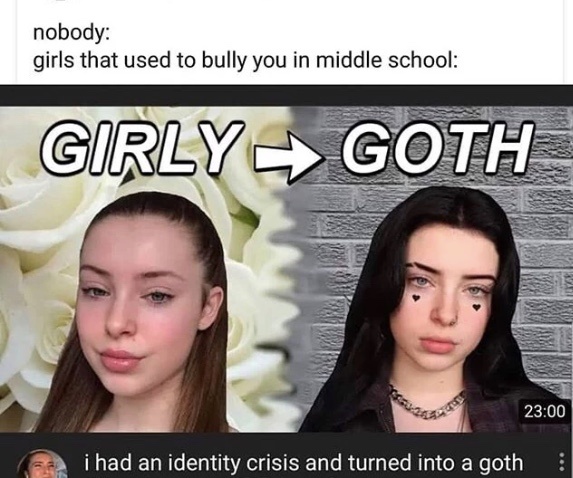 nobody:
girls that used to bully you in middle school:
GIRLY → GOTH
23:00
i had an identity crisis and turned into a goth